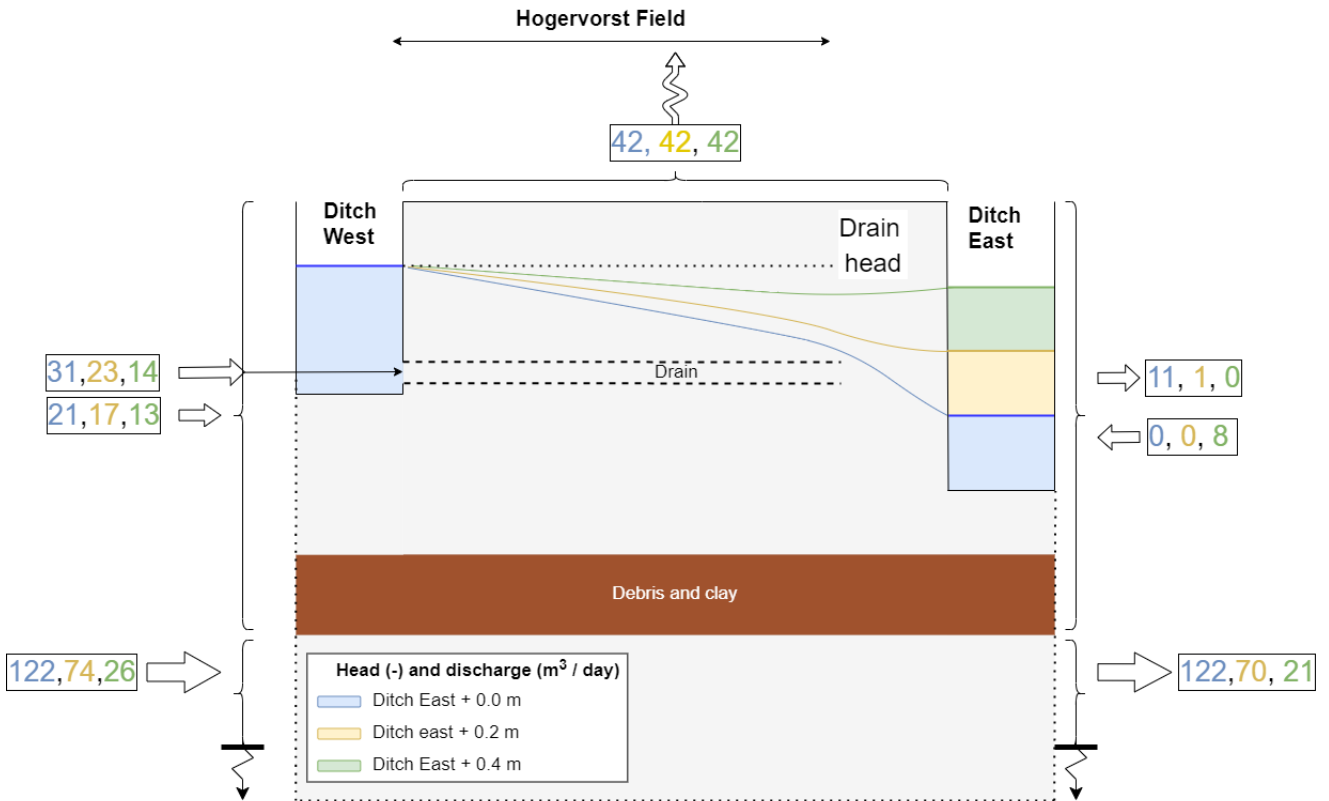 Hogervorst Field
42, 42, 42
Ditch
West
Drain
head
Ditch
East
31,23,14
Drain
11, 1, 0
21,17,13
0, 0, 8
Debris and clay
122,74,26
122,70, 21
Head (-) and discharge (m³ / day)
Ditch East + 0.0 m
Ditch east + 0.2 m
Ditch East + 0.4 m